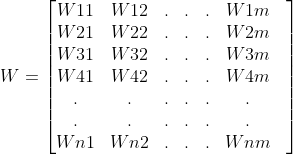 W11 W12 . . . W1m
W21 W22 . . . W2m
W31 W32 . . . W3m
W = W41 W42 . . . W4m
. . . . . .
. . . . . .
Wn1 Wn2 . . . Wnm